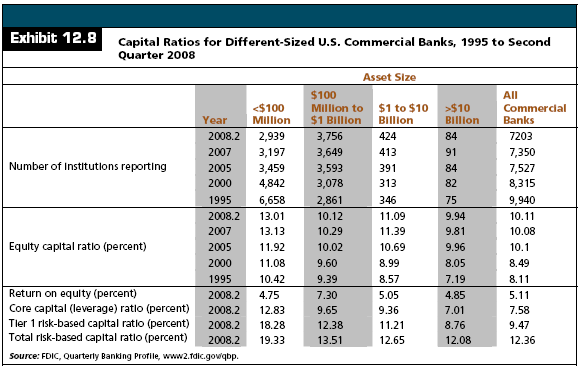 Exhibit 12.8 Capital Ratios for Different-Sized U.S. Commercial Banks, 1995 to Second
Quarter 2008
Asset Size
$100 All
<$100 Million to $1 to $10 >$10 Commercial
Year Million $1 Billion Billion Billion Banks
2008.2 2,939 3,756 424 84 7203
2007 3,197 3,649 413 91 7,350
Number of institutions reporting 2005 3,459 3,593 391 84 7,527
2000 4,842 3,078 313 82 8,315
1995 6,658 2,861 346 75 9,940
2008.2 13.01 10.12 11.09 9.94 10.11
2007 13.13 10.29 11.39 9.81 10.08
Equity capital ratio (percent) 2005 11.92 10.02 10.69 9.96 10.1
2000 11.08 9.60 8.99 8.05 8.49
1995 10.42 9.39 8.57 7.19 8.11
Return on equity (percent) 2008.2 4.75 7.30 5.05 4.85 5.11
Core capital (leverage) ratio (percent) 2008.2 12.83 9.65 9.36 7.01 7.58
Tier 1 risk-based capital ratio (percent) 2008.2 18.28 12.38 11.21 8.76 9.47
Total risk-based capital ratio (percent) 2008.2 19.33 13.51 12.65 12.08 12.36
Source: FDIC, Quarterly Banking Profile, www2.fdic.gov/qbp.